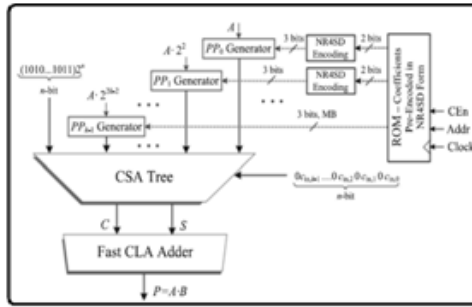 A
3 bits
NR4SD
Encoding
2 bits
PP₀ Generator
A·2²
3 bits
NR4SD
Encoding
2 bits
PP₁ Generator
(1010...1011)2ⁿ
n-bit
• • •
• • •
3 bits, MB
PPₖ₋₁ Generator
• • •
ROM – Coefficients
Pre-Encoded in
NR4SD Form
CEn
Addr
Clock
CSA Tree
n-bit
C
S
Fast CLA Adder
P=A·B